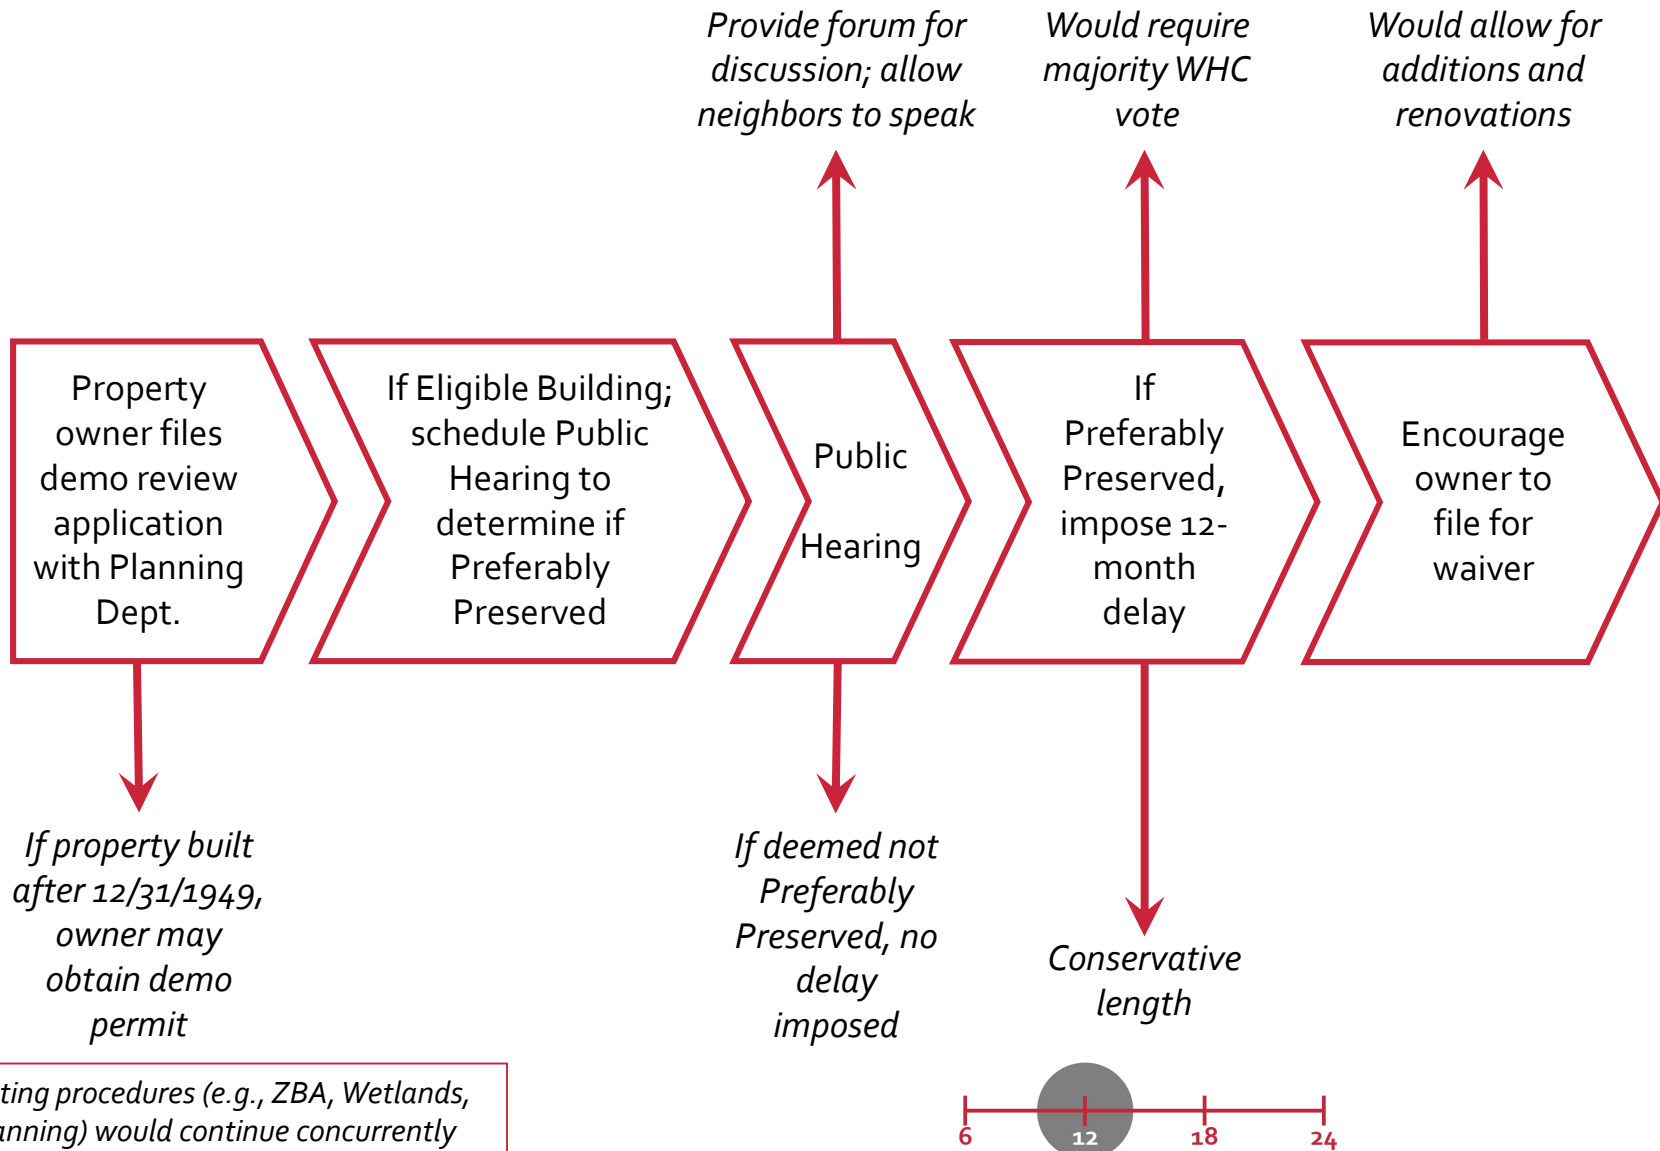 Provide forum for
discussion; allow
neighbors to speak
Would require
majority WHC
vote
Would allow for
additions and
renovations
Property
owner files
demo review
application
with Planning
Dept.
If Eligible Building;
schedule Public
Hearing to
determine if
Preferably
Preserved
Public
Hearing
If
Preferably
Preserved,
impose 12-
month
delay
Encourage
owner to
file for
waiver
If property built
after 12/31/1949,
owner may
obtain demo
permit
If deemed not
Preferably
Preserved, no
delay
imposed
Conservative
length
ting procedures (e.g., ZBA, Wetlands,
anning) would continue concurrently
6 12 18 24